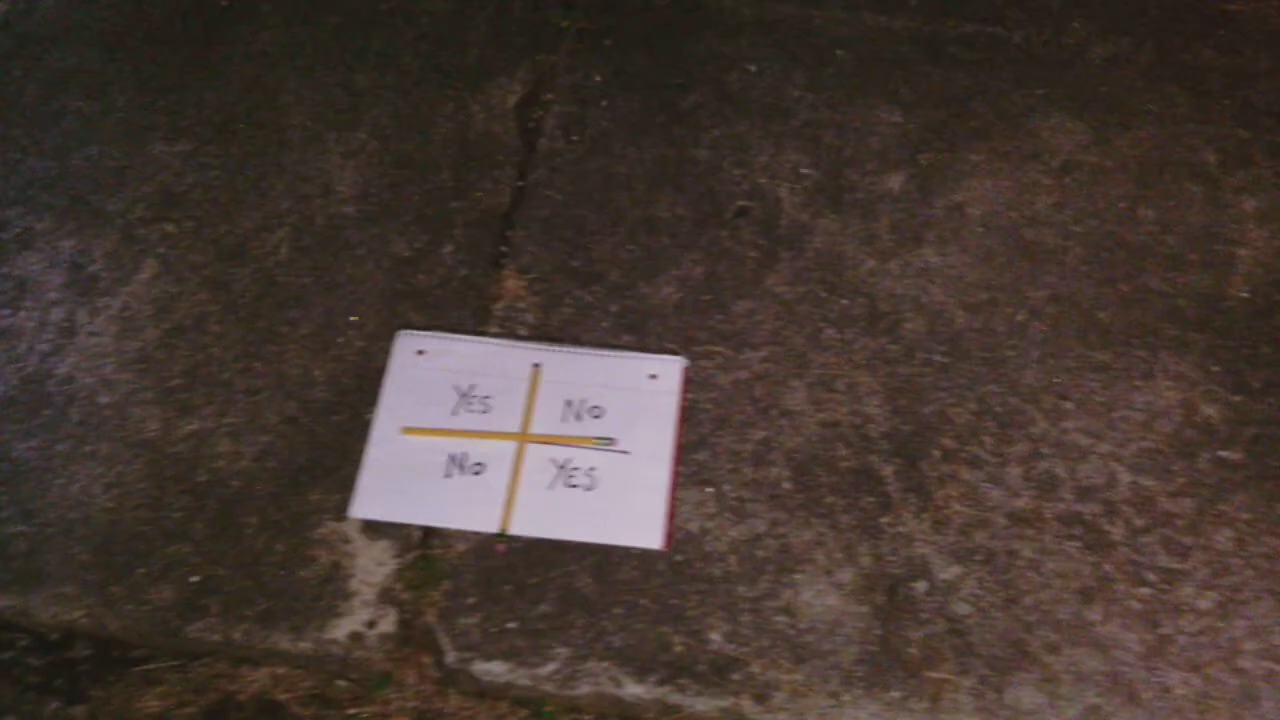 YES No
No YES